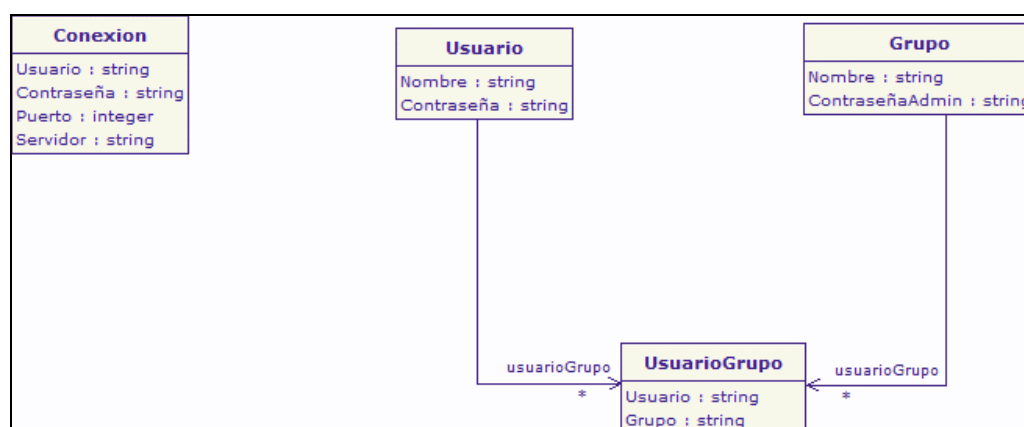 Conexion
Usuario : string
Contraseña : string
Puerto : integer
Servidor : string
Usuario
Nombre : string
Contraseña : string
Grupo
Nombre : string
ContraseñaAdmin : string
usuarioGrupo
*
UsuarioGrupo
Usuario : string
Grupo : string
usuarioGrupo
*